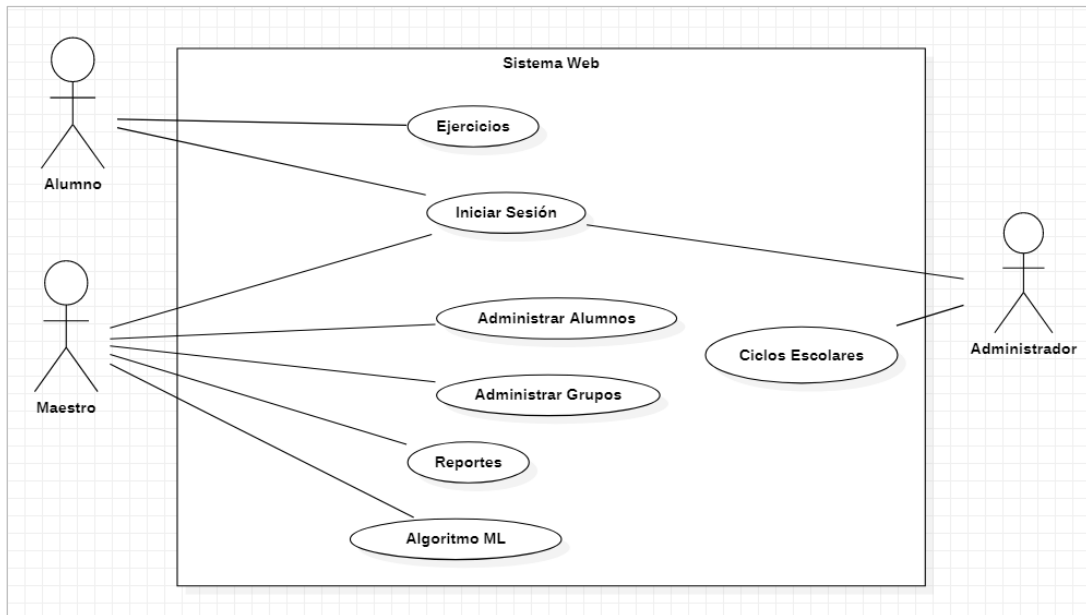 Sistema Web
Ejercicios
Alumno
Iniciar Sesión
Administrar Alumnos
Administrador
Ciclos Escolares
Administrar Grupos
Maestro
Reportes
Algoritmo ML